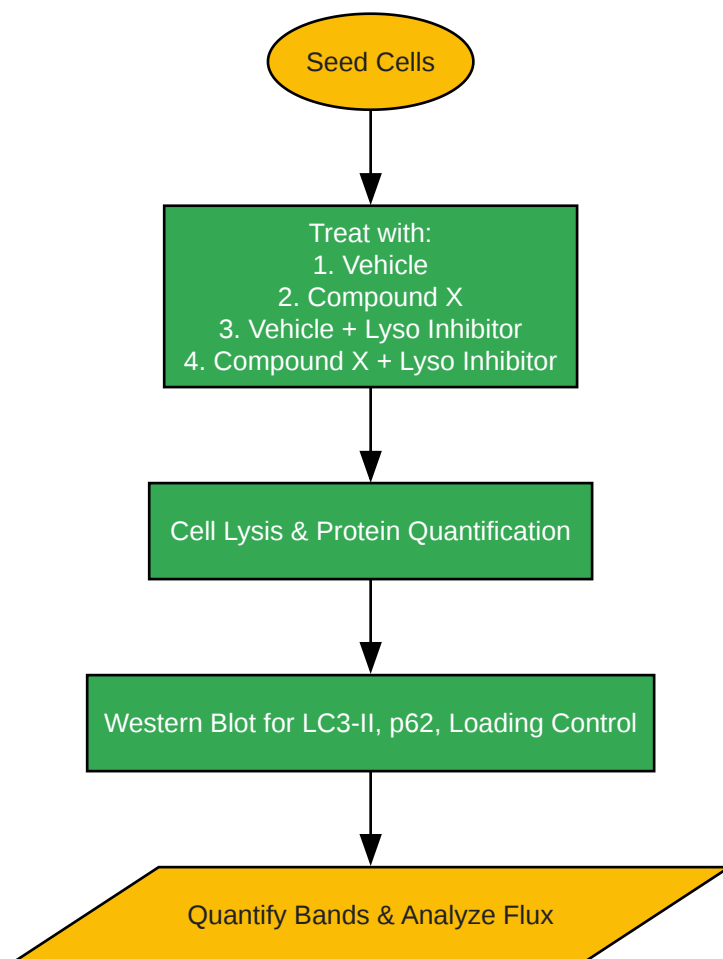 Seed Cells
Treat with:
1. Vehicle
2. Compound X
3. Vehicle + Lyso Inhibitor
4. Compound X + Lyso Inhibitor
Cell Lysis & Protein Quantification
Western Blot for LC3-II, p62, Loading Control
Quantify Bands & Analyze Flux